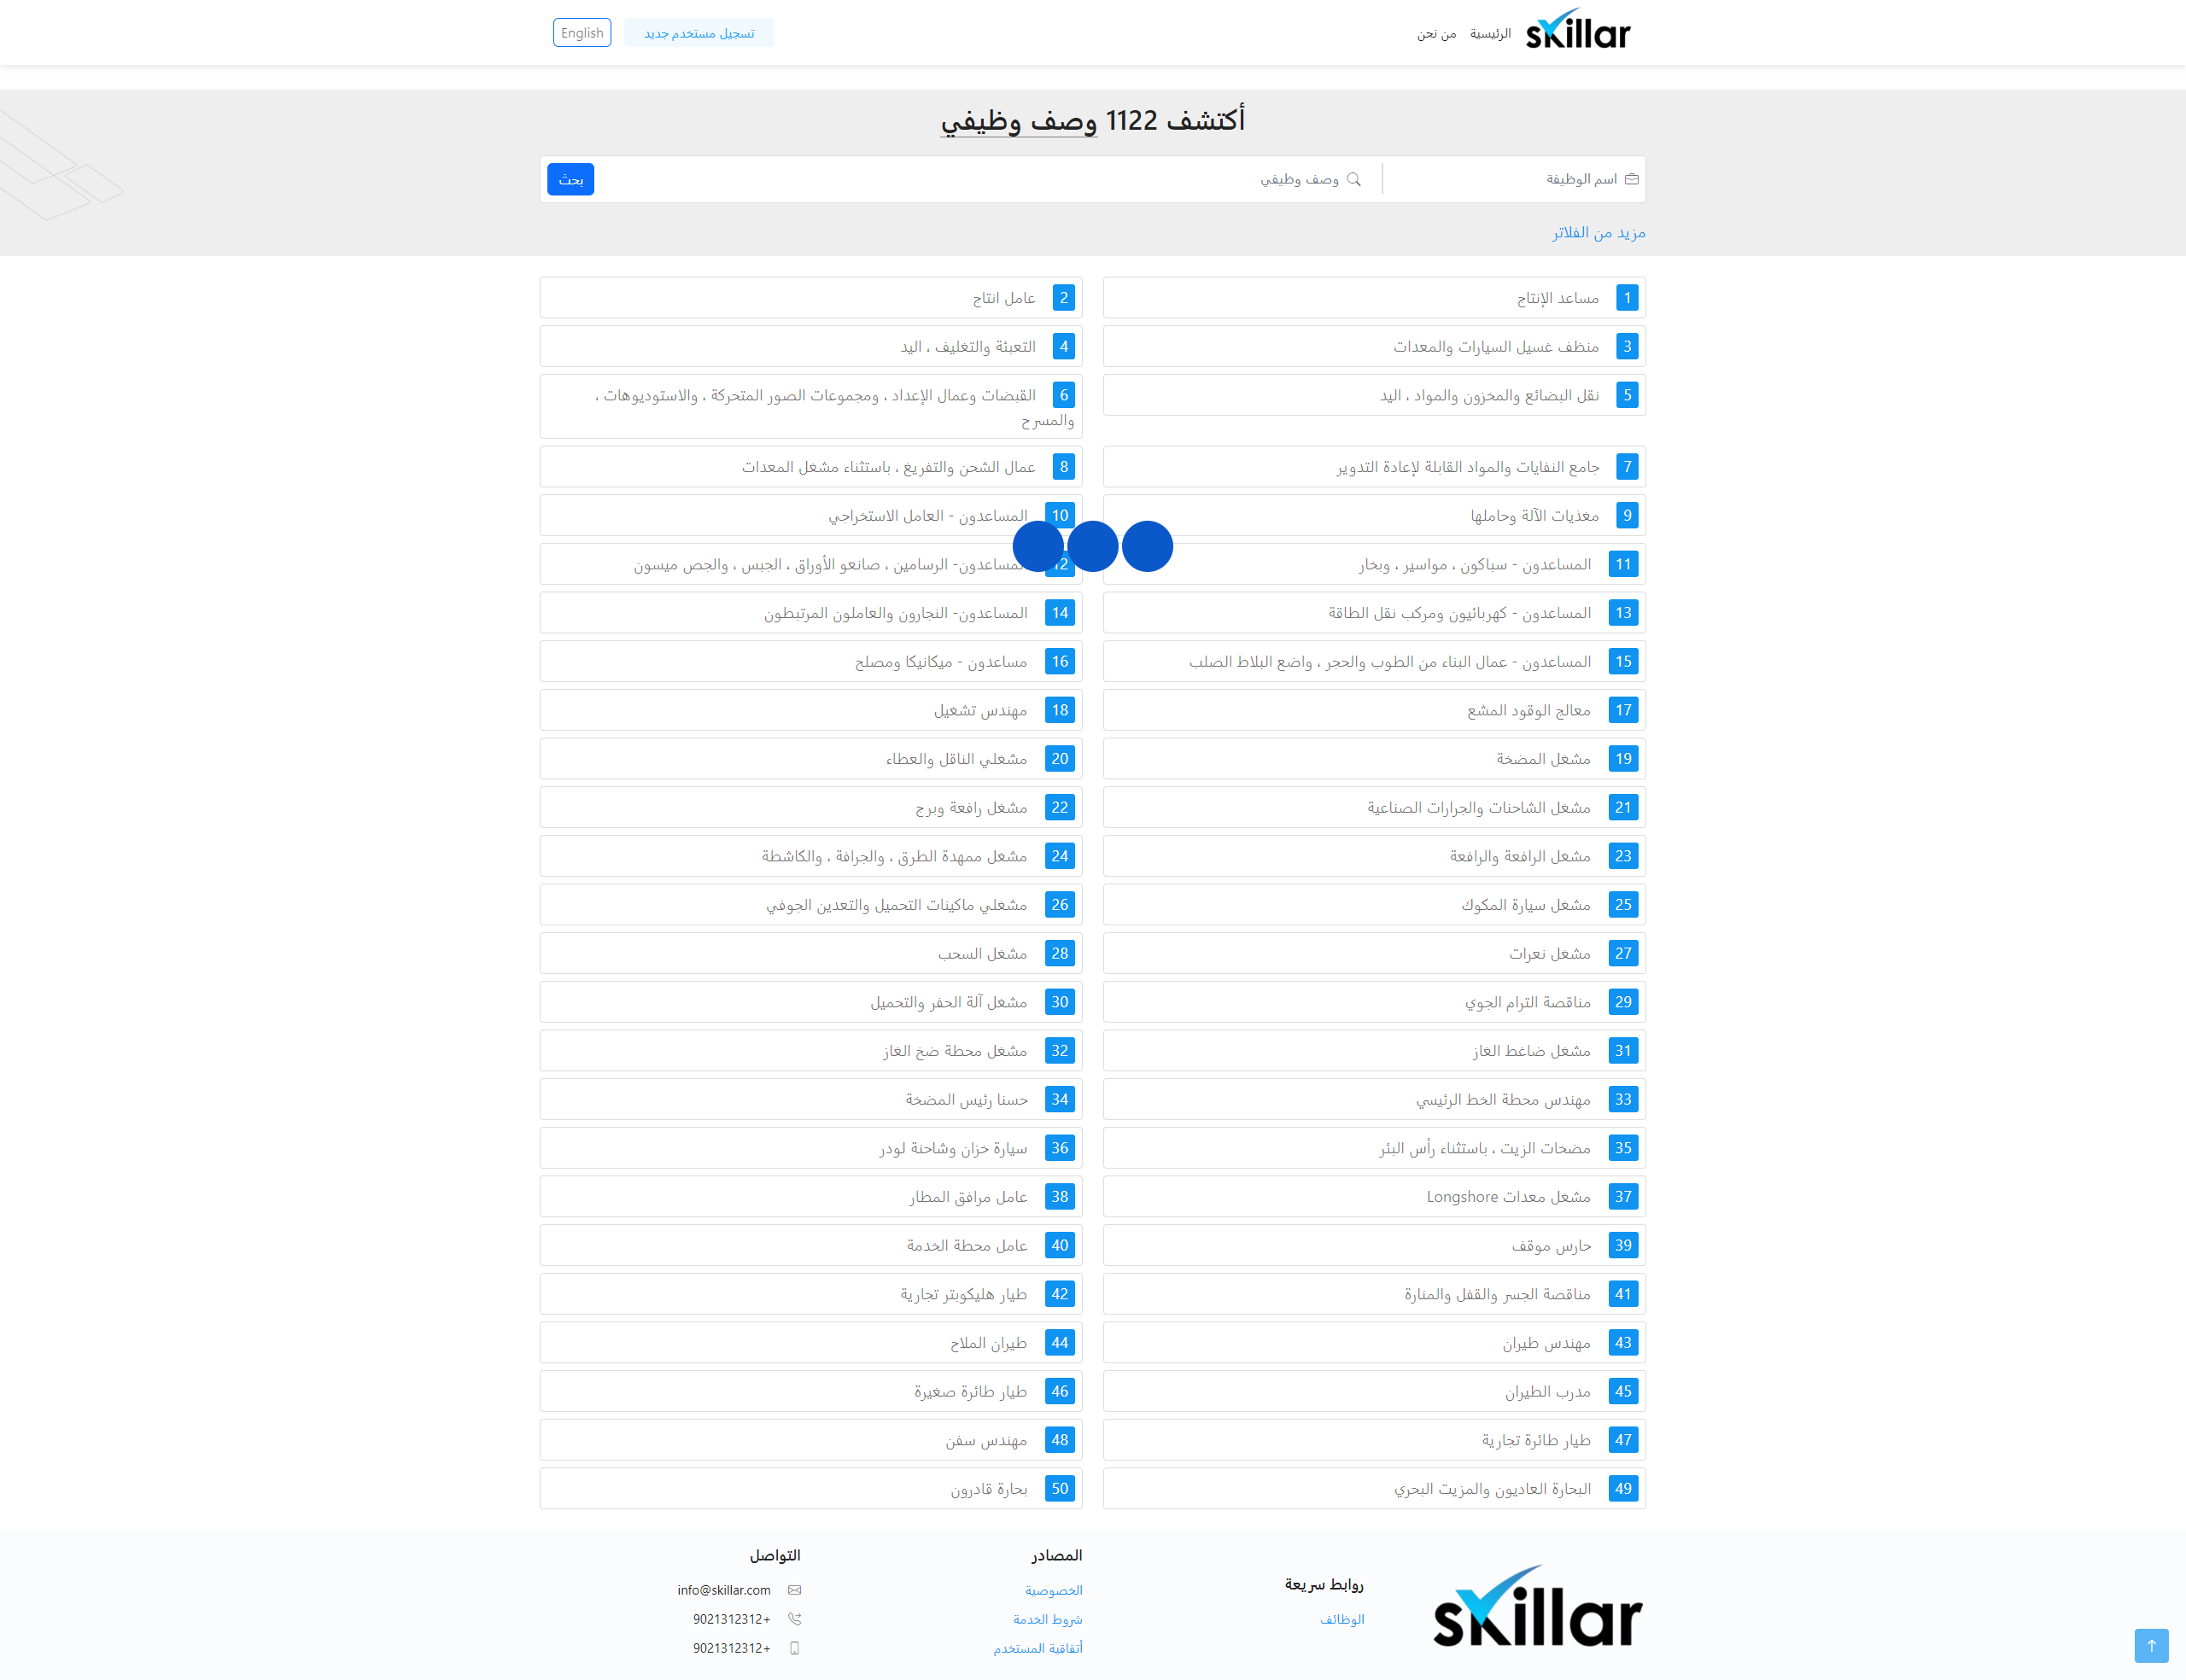 skillar
الرئيسية
من نحن
تسجيل مستخدم جديد
English
أكتشف 1122 وصف وظيفي
اسم الوظيفة
وصف وظيفي
بحث
مزيد من الفلاتر
1 مساعد الإنتاج
2 عامل انتاج
3 منظف غسيل السيارات والمعدات
4 التعبئة والتغليف ، اليد
5 نقل البضائع والمخزون والمواد ، اليد
6 القبضات وعمال الإعداد ، ومجموعات الصور المتحركة ، والاستوديوهات ،
والمسرح
7 جامع النفايات والمواد القابلة لإعادة التدوير
8 عمال الشحن والتفريغ ، باستثناء مشغل المعدات
9 مغذيات الآلة وحاملها
10 المساعدون - العامل الاستخراجي
11 المساعدون - سباكون ، مواسير ، وبخار
12 المساعدون- الرسامين ، صانعو الأوراق ، الجبس ، والجص ميسون
13 المساعدون - كهربائيون ومركب نقل الطاقة
14 المساعدون- النجارون والعاملون المرتبطون
15 المساعدون - عمال البناء من الطوب والحجر ، واضع البلاط الصلب
16 مساعدون - ميكانيكا ومصلح
17 معالج الوقود المشع
18 مهندس تشغيل
19 مشغل المضخة
20 مشغلي الناقل والعطاء
21 مشغل الشاحنات والجرارات الصناعية
22 مشغل رافعة وبرج
23 مشغل الرافعة والرافعة
24 مشغل ممهدة الطرق ، والجرافة ، والكاشطة
25 مشغل سيارة المكوك
26 مشغلي ماكينات التحميل والتعدين الجوفي
27 مشغل نعرات
28 مشغل السحب
29 مناقصة الترام الجوي
30 مشغل آلة الحفر والتحميل
31 مشغل ضاغط الغاز
32 مشغل محطة ضخ الغاز
33 مهندس محطة الخط الرئيسي
34 حسنا رئيس المضخة
35 مضخات الزيت ، باستثناء رأس البئر
36 سيارة خزان وشاحنة لودر
37 مشغل معدات Longshore
38 عامل مرافق المطار
39 حارس موقف
40 عامل محطة الخدمة
41 مناقصة الجسر والقفل والمنارة
42 طيار هليكوبتر تجارية
43 مهندس طيران
44 طيران الملاح
45 مدرب الطيران
46 طيار طائرة صغيرة
47 طيار طائرة تجارية
48 مهندس سفن
49 البحارة العاديون والمزيت البحري
50 بحارة قادرون
skillar
روابط سريعة
الوظائف
المصادر
الخصوصية
شروط الخدمة
أتفاقية المستخدم
التواصل
info@skillar.com
9021312312+
9021312312+